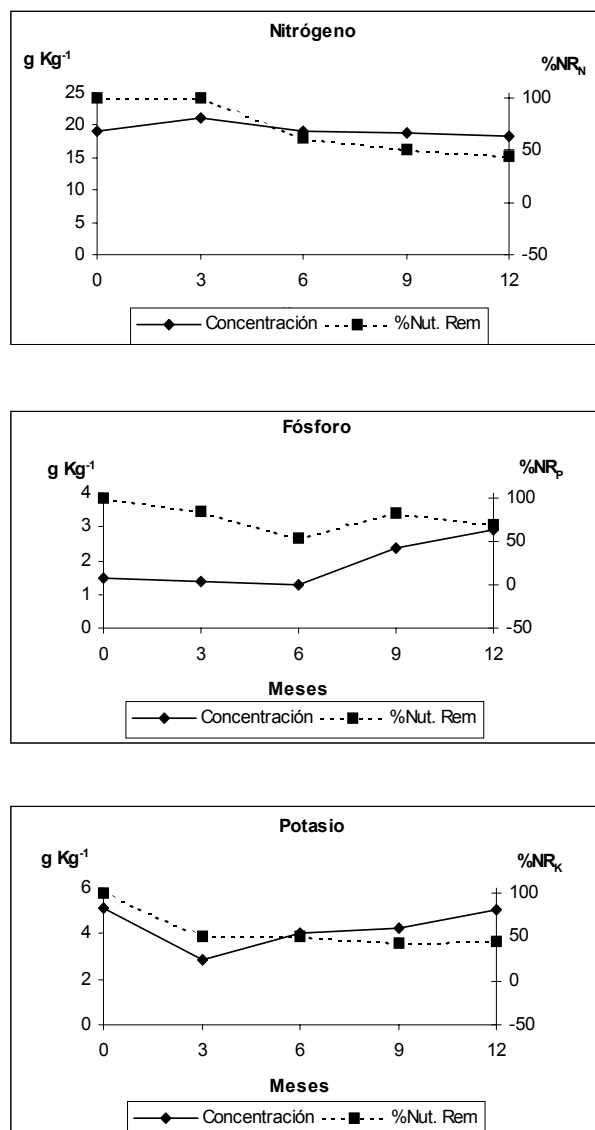 Nitrógeno
g Kg-1 %NRN
25 100
20
50
15
10 0
5
0 -50
0 3 6 9 12
Concentración %Nut. Rem
Fósforo
g Kg-1 %NRP
4 100
3
50
2
0
1
0 -50
0 3 6 9 12
Meses
Concentración %Nut. Rem
Potasio
g Kg-1 %NRK
6 100
4 50
2 0
0 -50
0 3 6 9 12
Meses
Concentración %Nut. Rem